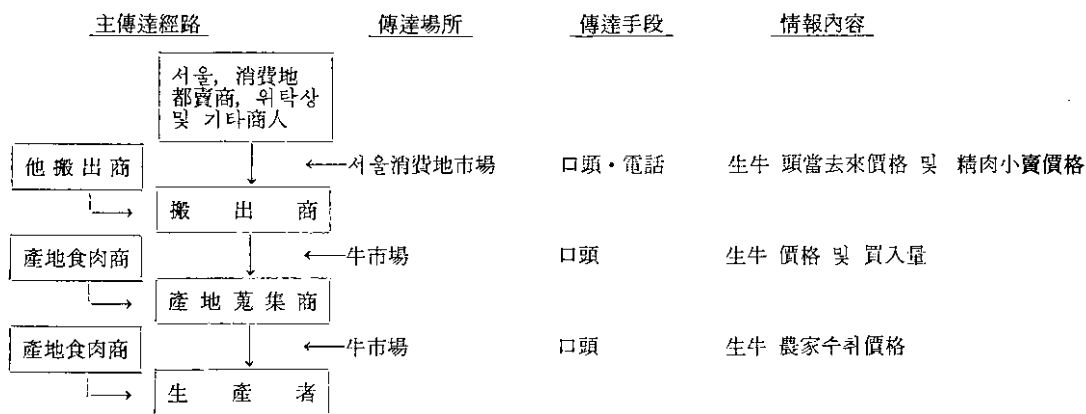 主傳達經路 傳達場所 傳達手段 情報內容
서울, 消費地
都賣商, 위탁상
및 기타商人
他搬出商 서울消費地市場 口頭・電話 生牛 頭當去來價格 및 精肉小賣價格
搬出商
產地食肉商 牛市場 口頭 生牛 價格 및 買入量
產地蒐集商
產地食肉商 牛市場 口頭 生牛 農家수취價格
生產者